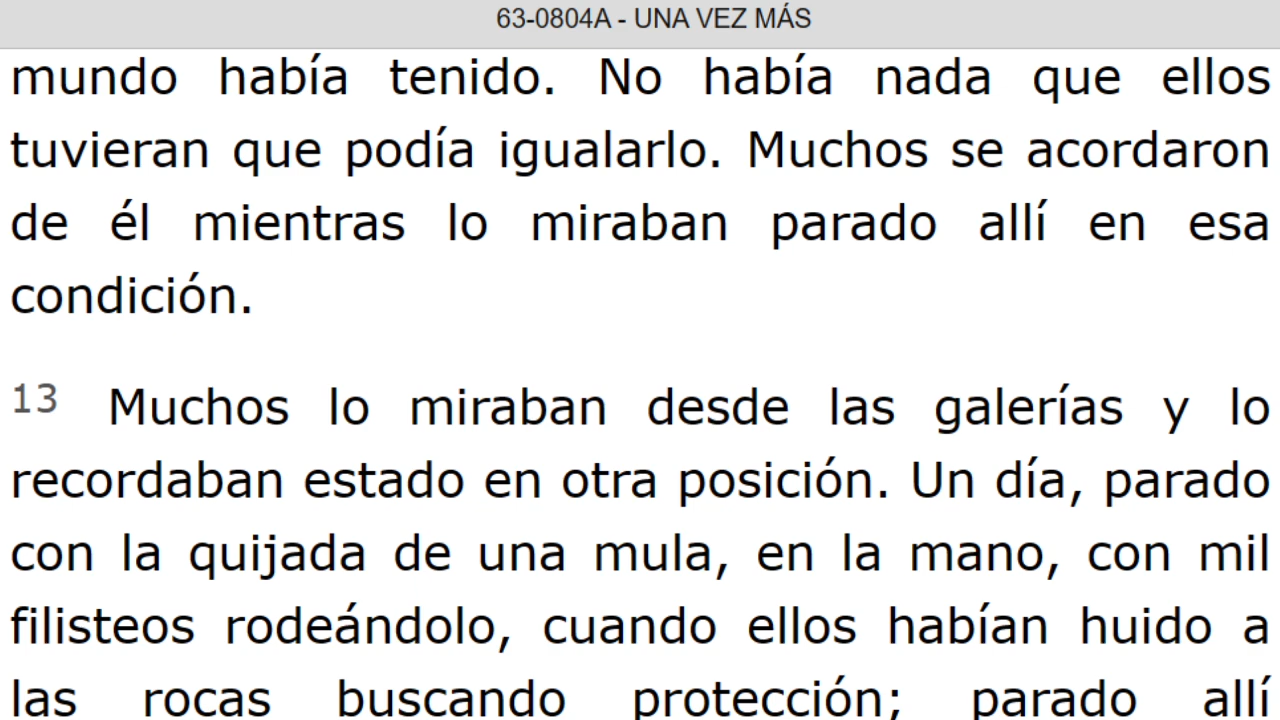 63-0804A - UNA VEZ MÁS
mundo había tenido. No había nada que ellos
tuvieran que podía igualarlo. Muchos se acordaron
de él mientras lo miraban parado allí en esa
condición.
13 Muchos lo miraban desde las galerías y lo
recordaban estado en otra posición. Un día, parado
con la quijada de una mula, en la mano, con mil
filisteos rodeándolo, cuando ellos habían huido a
las rocas buscando protección; parado allí